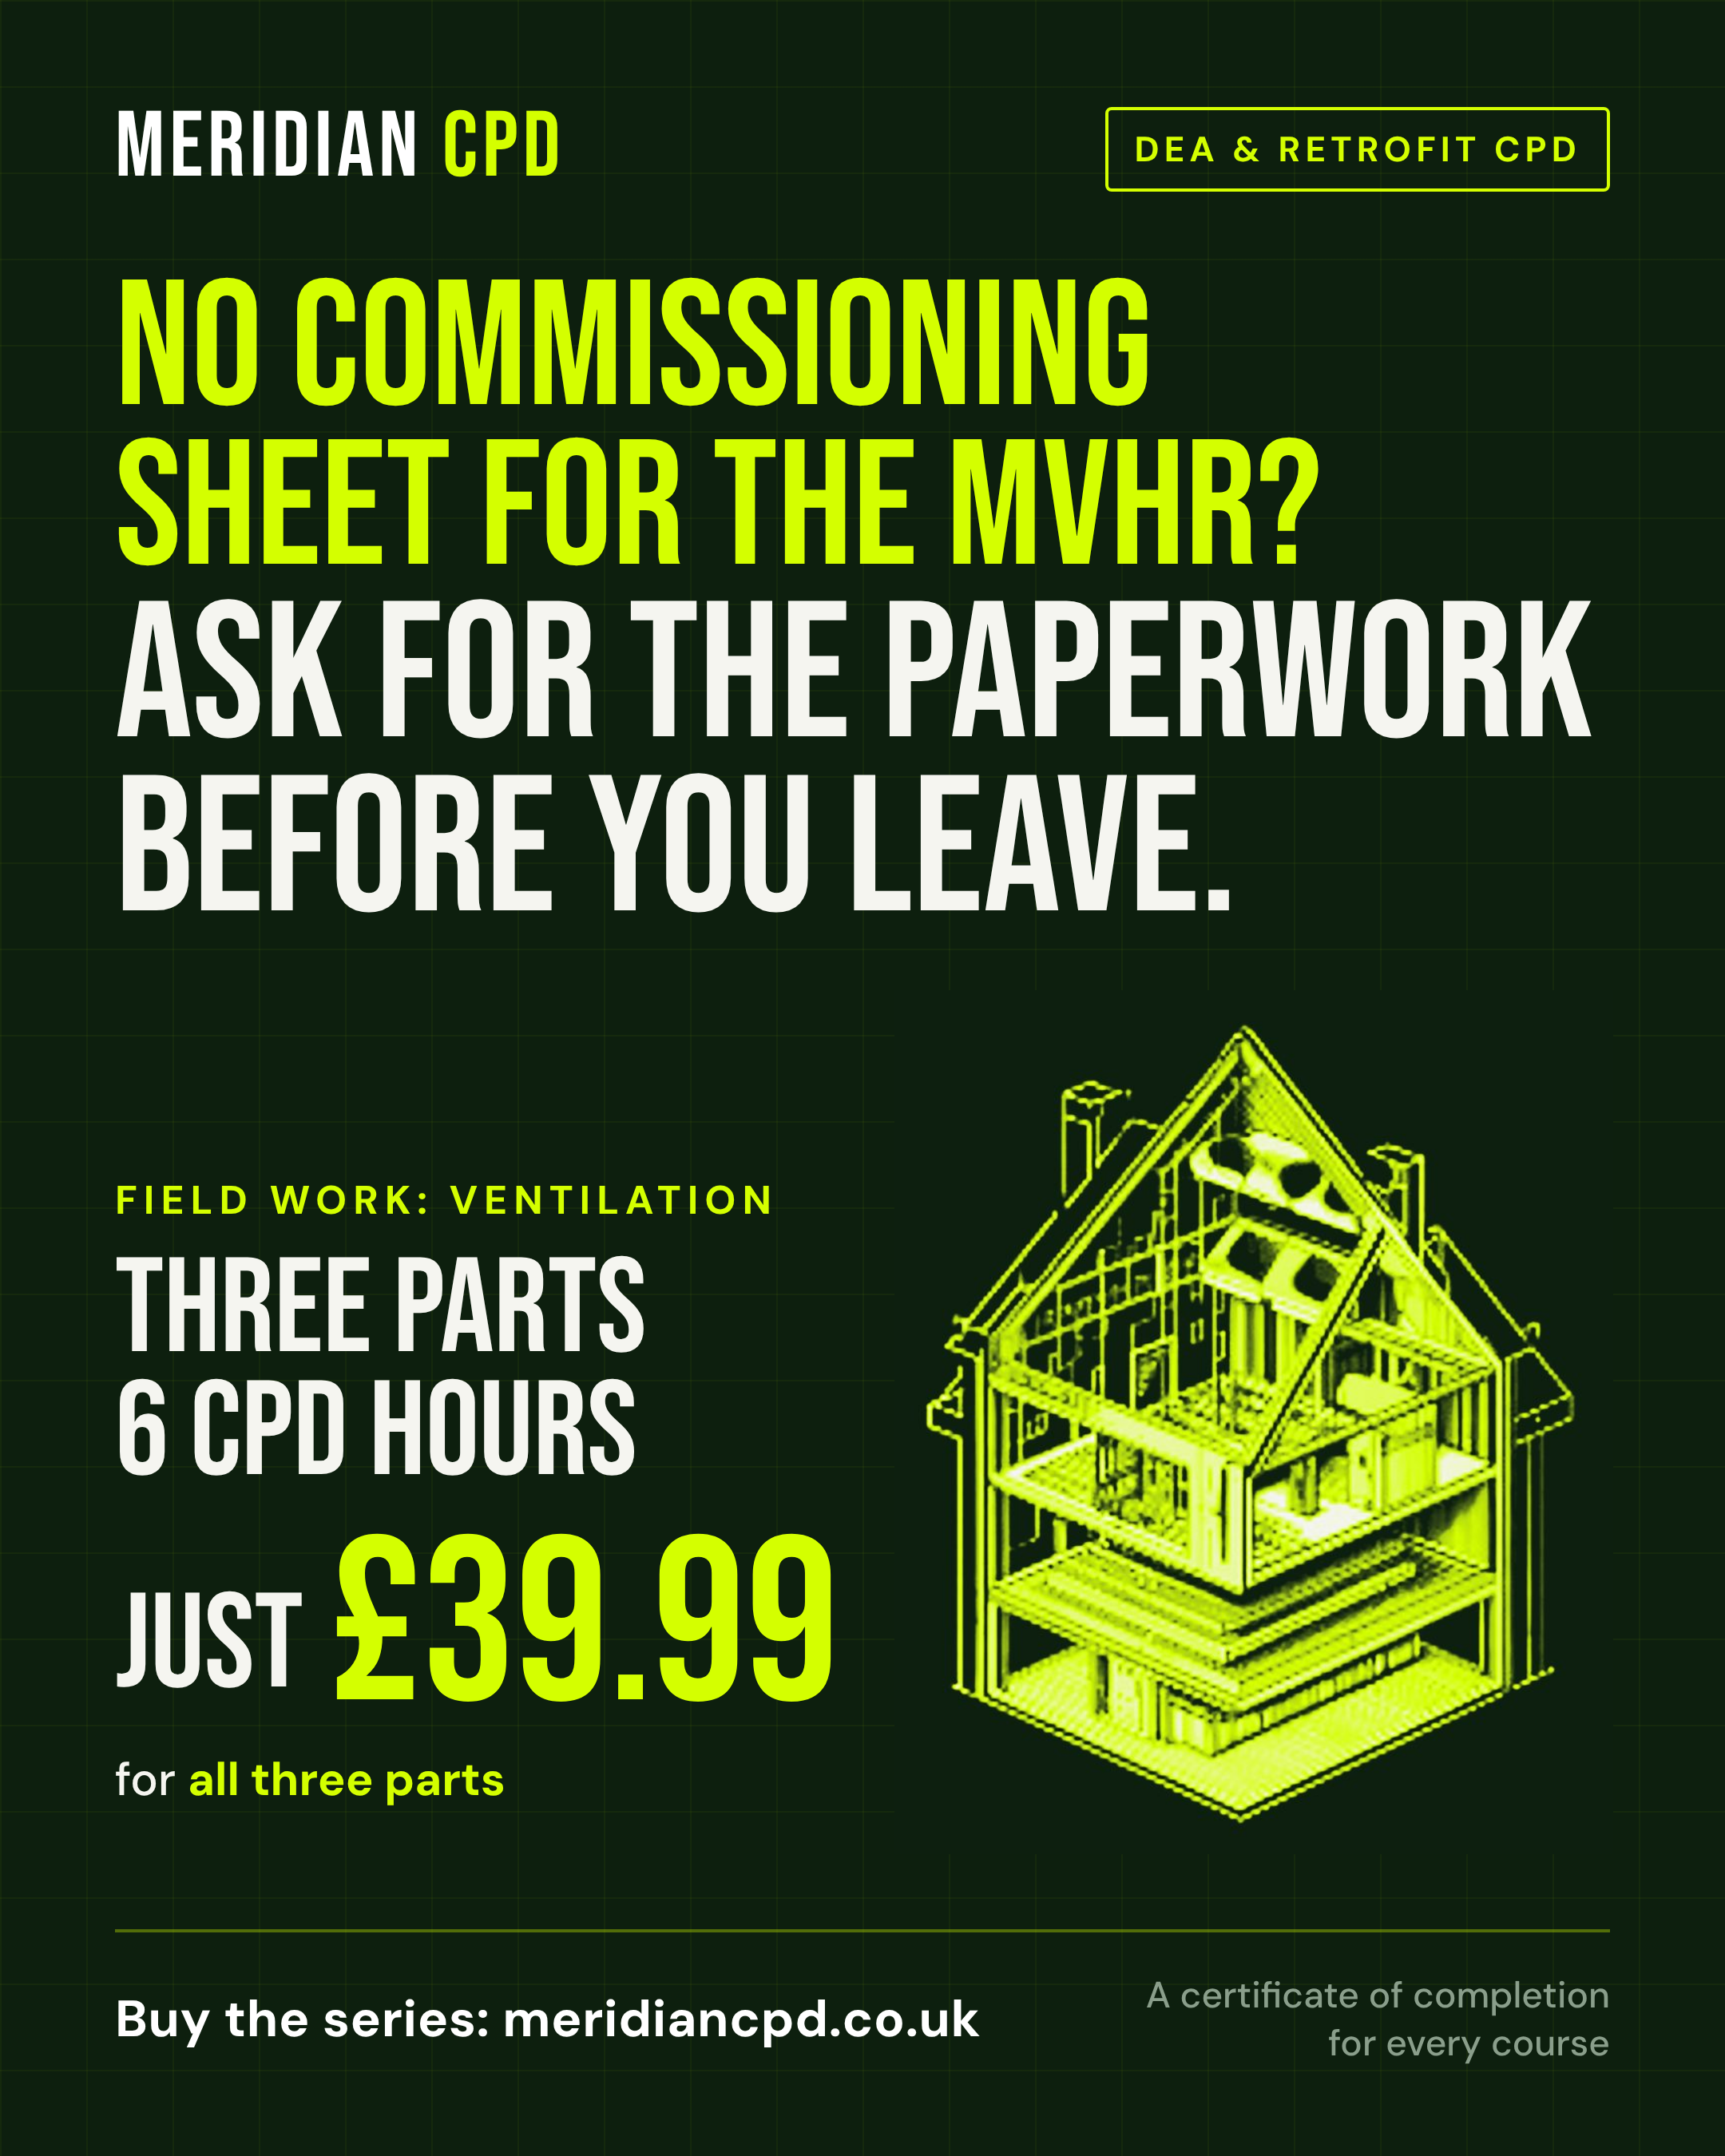 MERIDIAN CPD
DEA & RETROFIT CPD
NO COMMISSIONING
SHEET FOR THE MVHR?
ASK FOR THE PAPERWORK
BEFORE YOU LEAVE.
FIELD WORK: VENTILATION
THREE PARTS
6 CPD HOURS
JUST £39.99
for all three parts
Buy the series: meridiancpd.co.uk
A certificate of completion
for every course